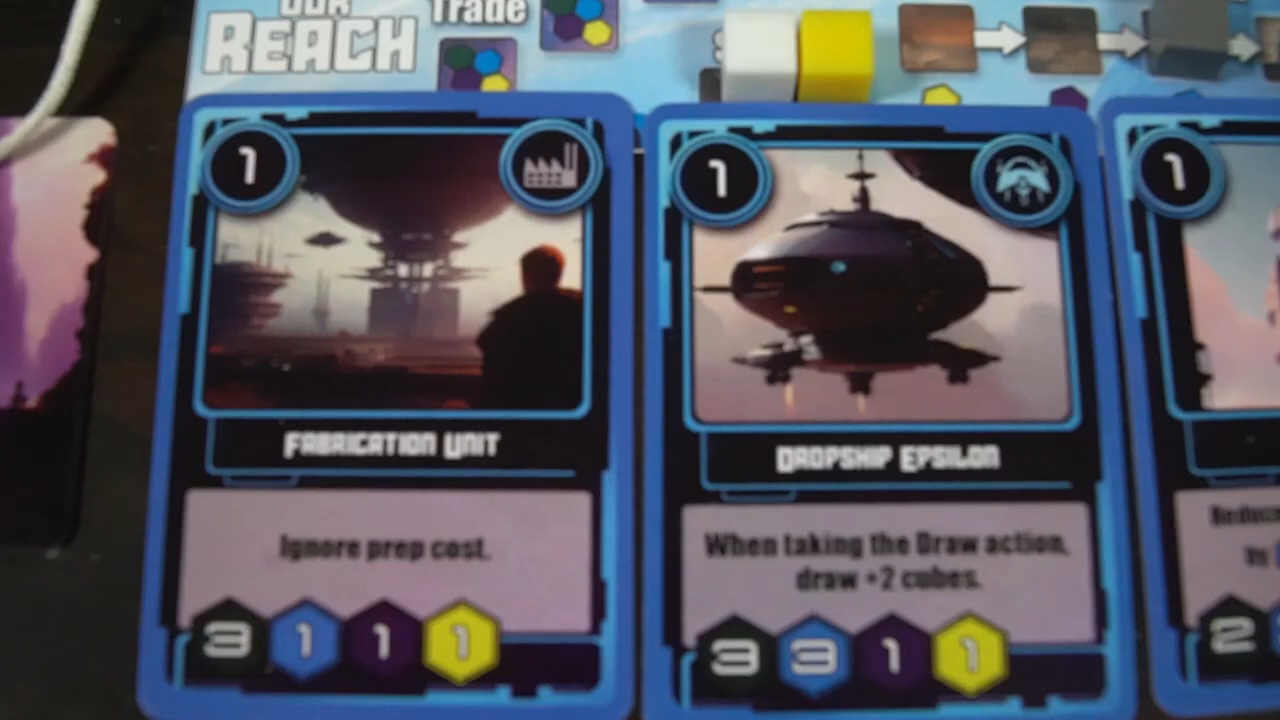 OUR
REACH
Trade
1
1
1
FABRICATION UNIT
DROPSHIP EPSILON
Ignore prep cost.
When taking the Draw action,
draw +2 cubes.
3 1 1 1
3 3 1 1
2